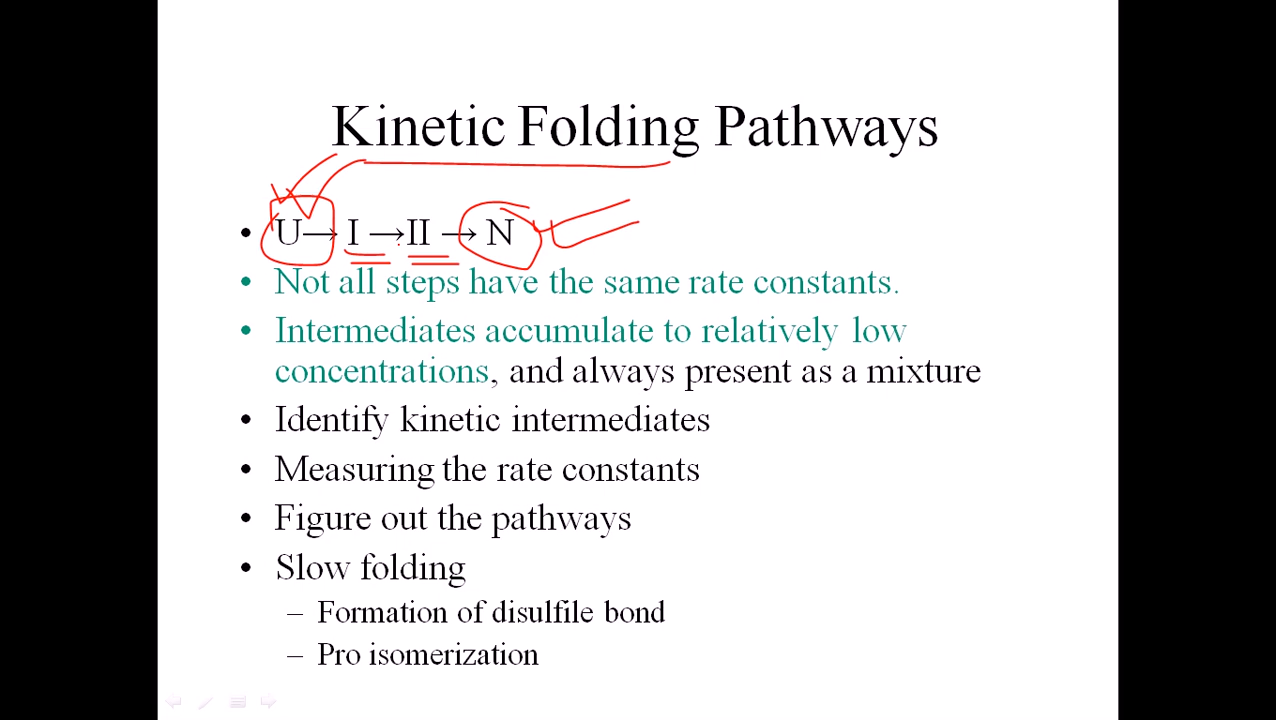 Kinetic Folding Pathways
• U→ I →II → N
• Not all steps have the same rate constants.
• Intermediates accumulate to relatively low
concentrations, and always present as a mixture
• Identify kinetic intermediates
• Measuring the rate constants
• Figure out the pathways
• Slow folding
– Formation of disulfile bond
– Pro isomerization